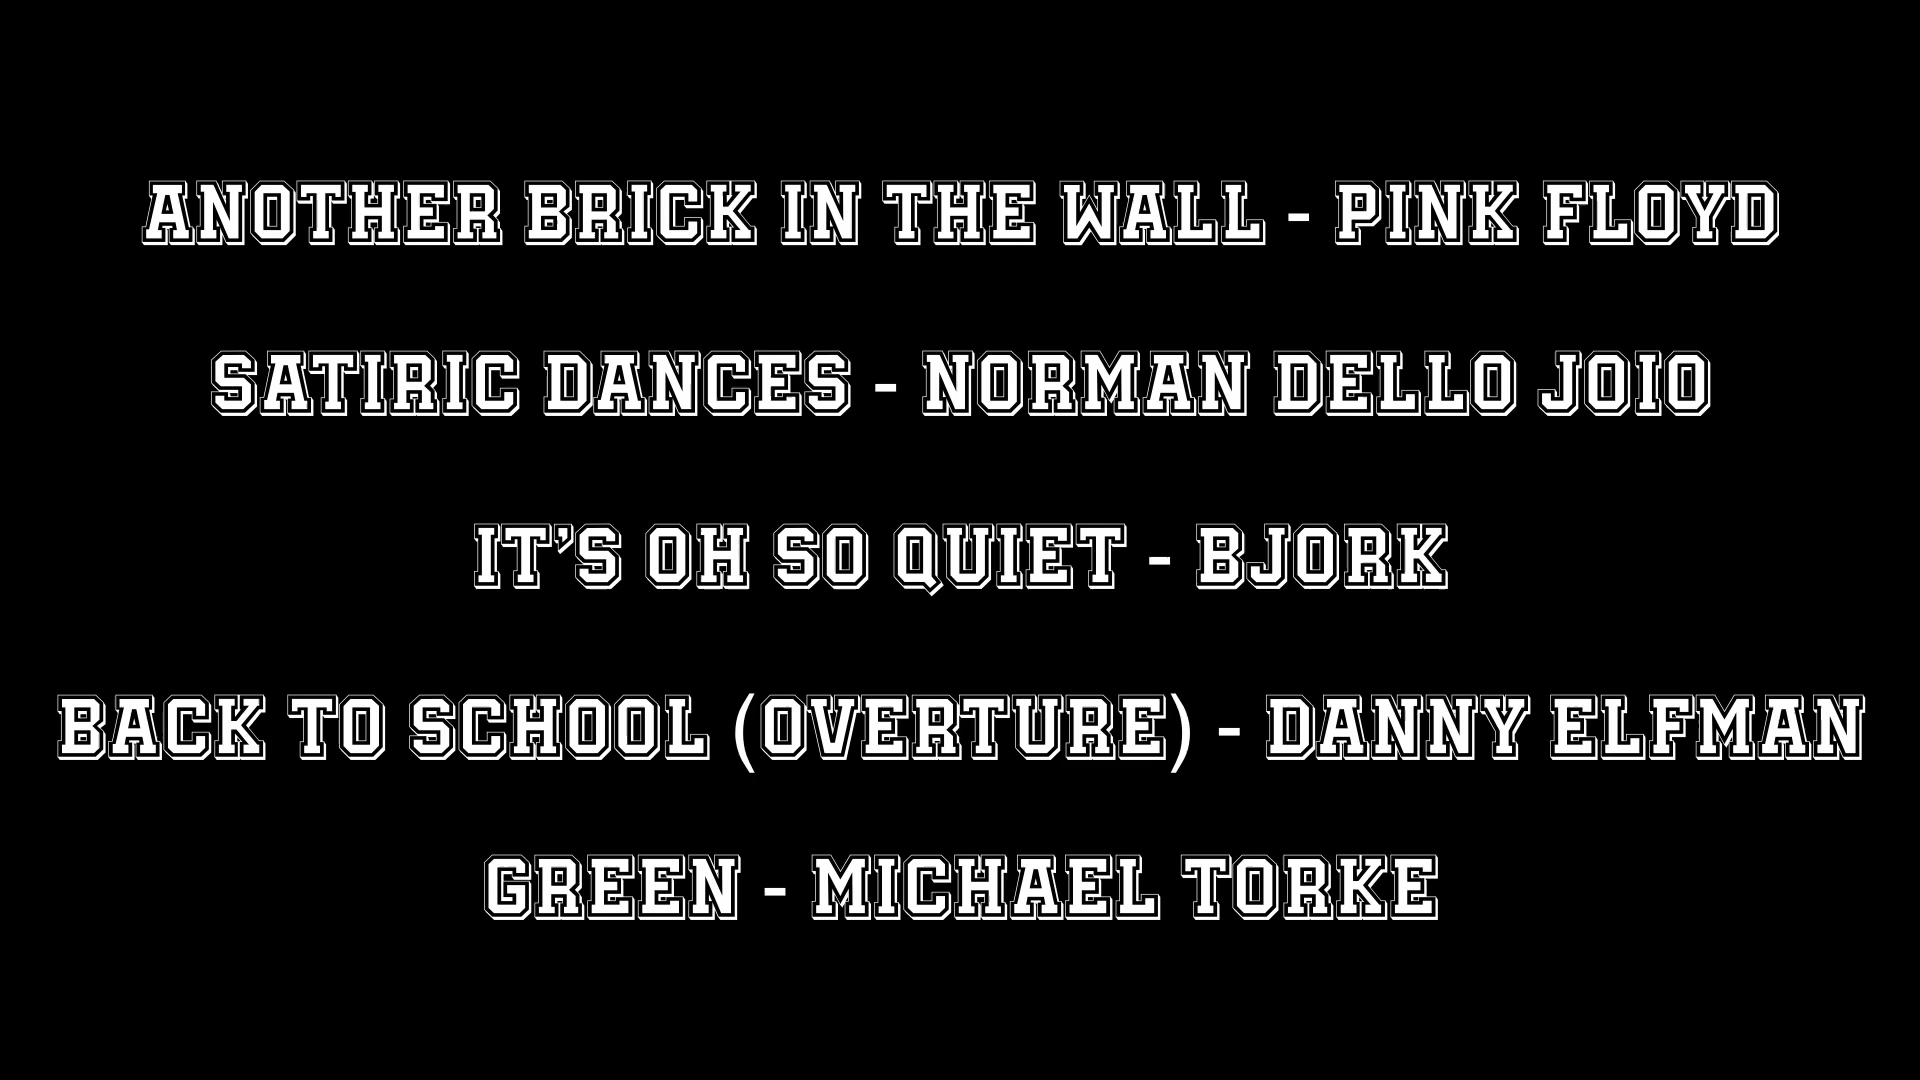 ANOTHER BRICK IN THE WALL - PINK FLOYD
SATIRIC DANCES - NORMAN DELLO JOIO
IT’S OH SO QUIET - BJORK
BACK TO SCHOOL (OVERTURE) - DANNY ELFMAN
GREEN - MICHAEL TORKE